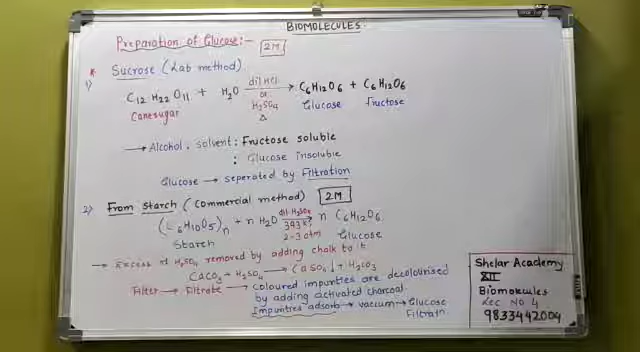 BIOMOLECULES:
Preparation of Glucose:- 2M
* Sucrose (Lab method)
1) C12 H22 O11 + H2O dil HCl or H2SO4 Δ → C6H12O6 + C6H12O6
Canesugar Glucose Fructose
→ Alcohol, solvent : Fructose soluble
: Glucose insoluble
Glucose → seperated by Filtration
2) From Starch (Commercial method) 2M
(C6H10O5)n + n H2O dil H2SO4 393 K, 2-3 atm → n C6H12O6
Starch Glucose
→ Excess of H2SO4 removed by adding chalk to it
CaCO3 + H2SO4 → CaSO4↓ + H2CO3
Filter → Filtrate → Coloured impurities are decolourised
by adding activated charcoal
Impurities adsorb → vaccum → Glucose
Filtratn
Shelar Academy
XII
Biomolecules
Lec No 4
9833442004